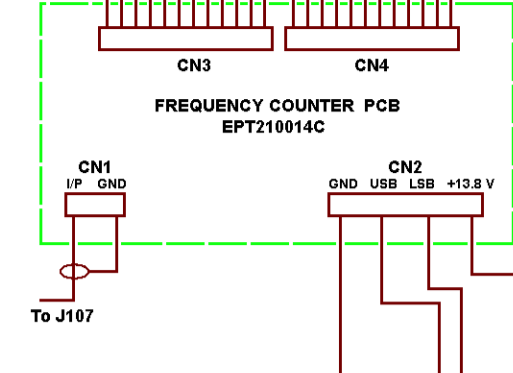 CN3 CN4
FREQUENCY COUNTER PCB
EPT210014C
CN1 CN2
I/P GND GND USB LSB +13.8 V
To J107